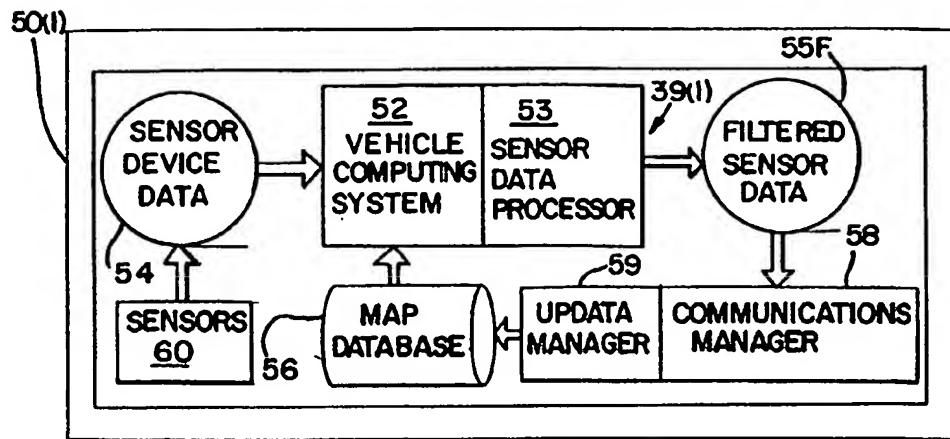 50(1)
55F
39(1)
SENSOR
DEVICE
DATA
54
52
VEHICLE
COMPUTING
SYSTEM
53
SENSOR
DATA
PROCESSOR
FILTERED
SENSOR
DATA
58
59
SENSORS
60
56
MAP
DATABASE
UPDATA
MANAGER
COMMUNICATIONS
MANAGER